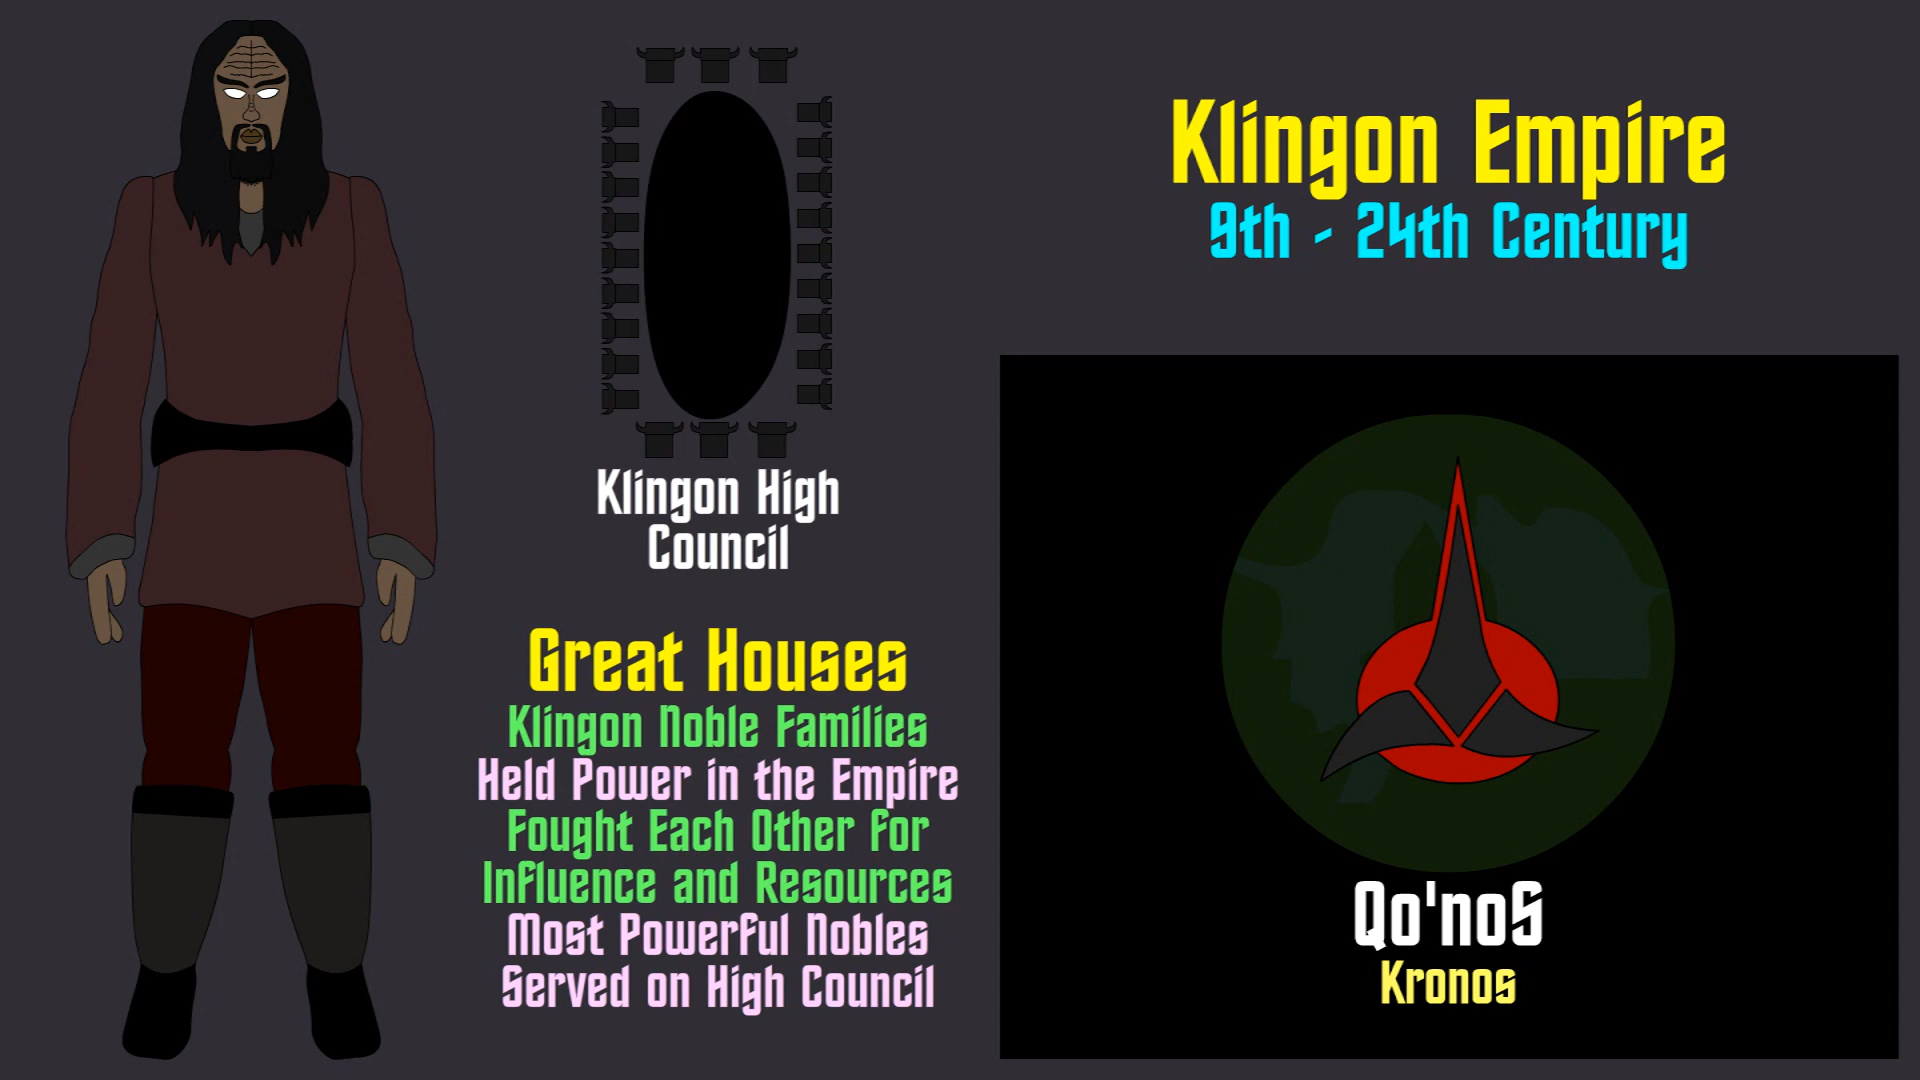 Klingon Empire
9th - 24th Century
Klingon High
Council
Great Houses
Klingon Noble Families
Held Power in the Empire
Fought Each Other for
Influence and Resources
Most Powerful Nobles
Served on High Council
Qo'noS
Kronos